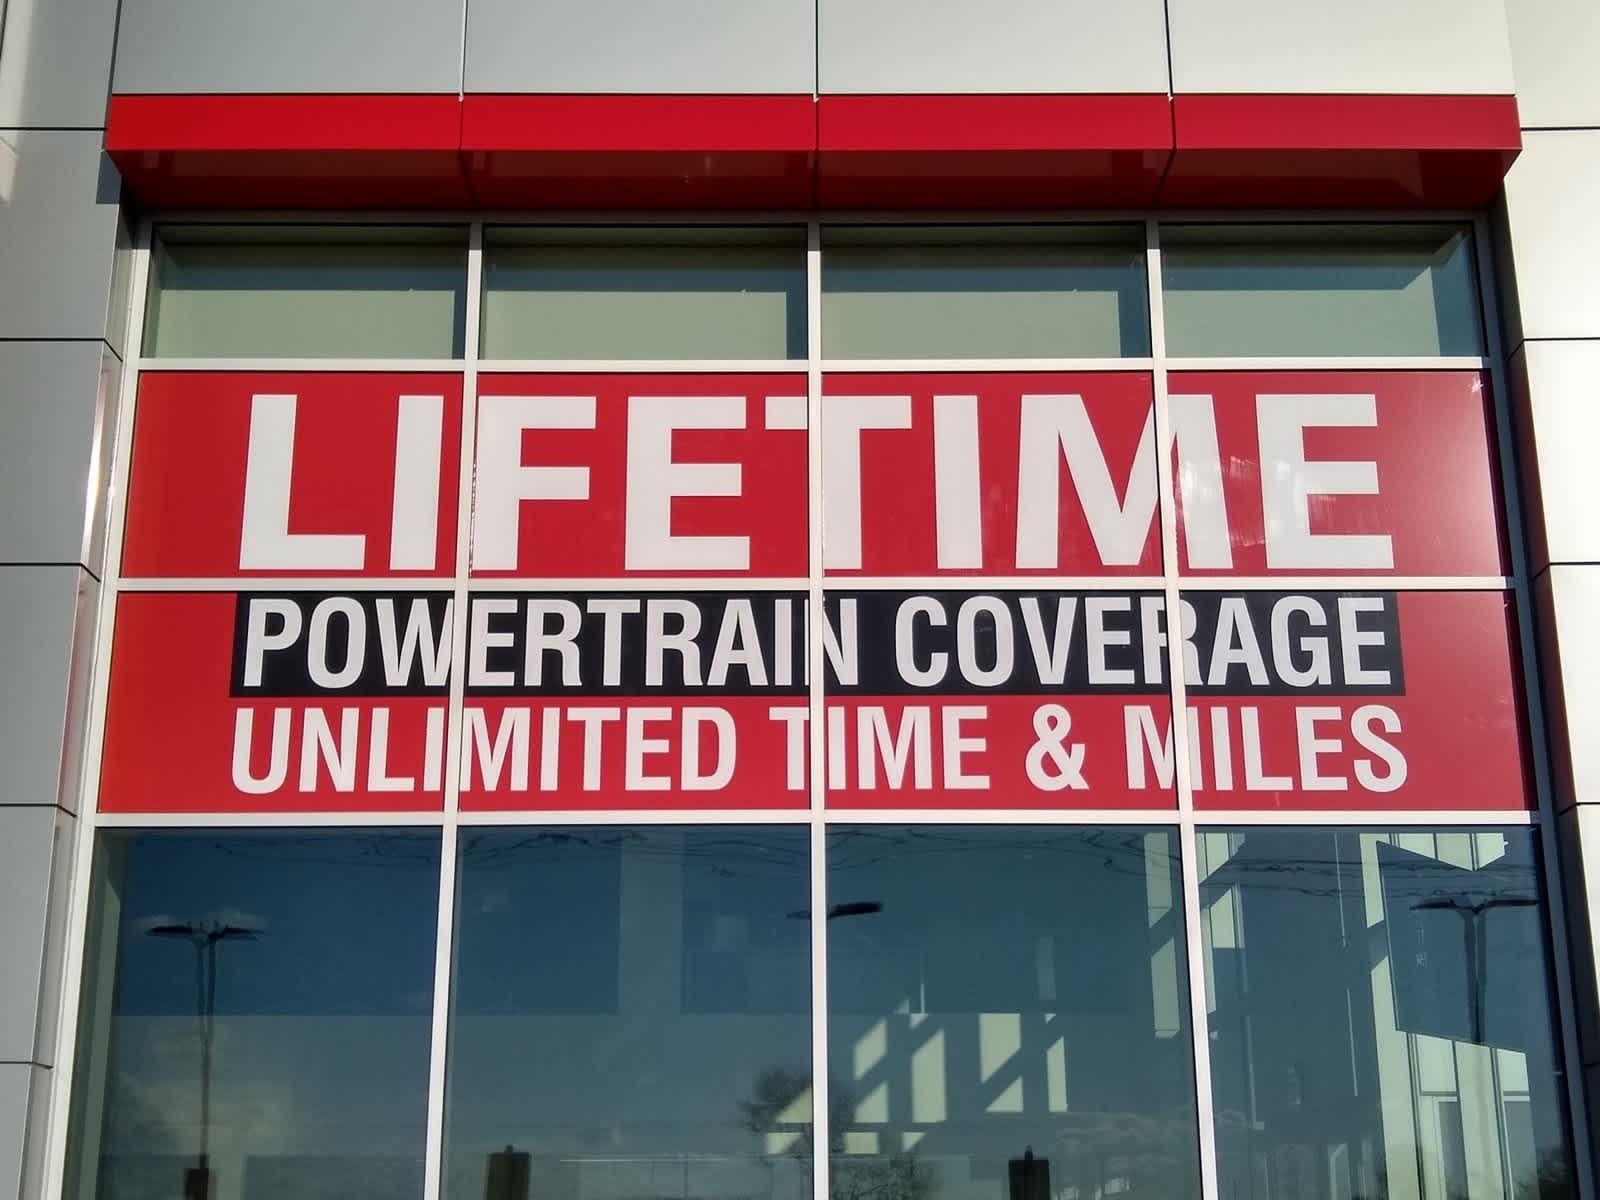 LIFETIME
POWERTRAIN COVERAGE
UNLIMITED TIME & MILES